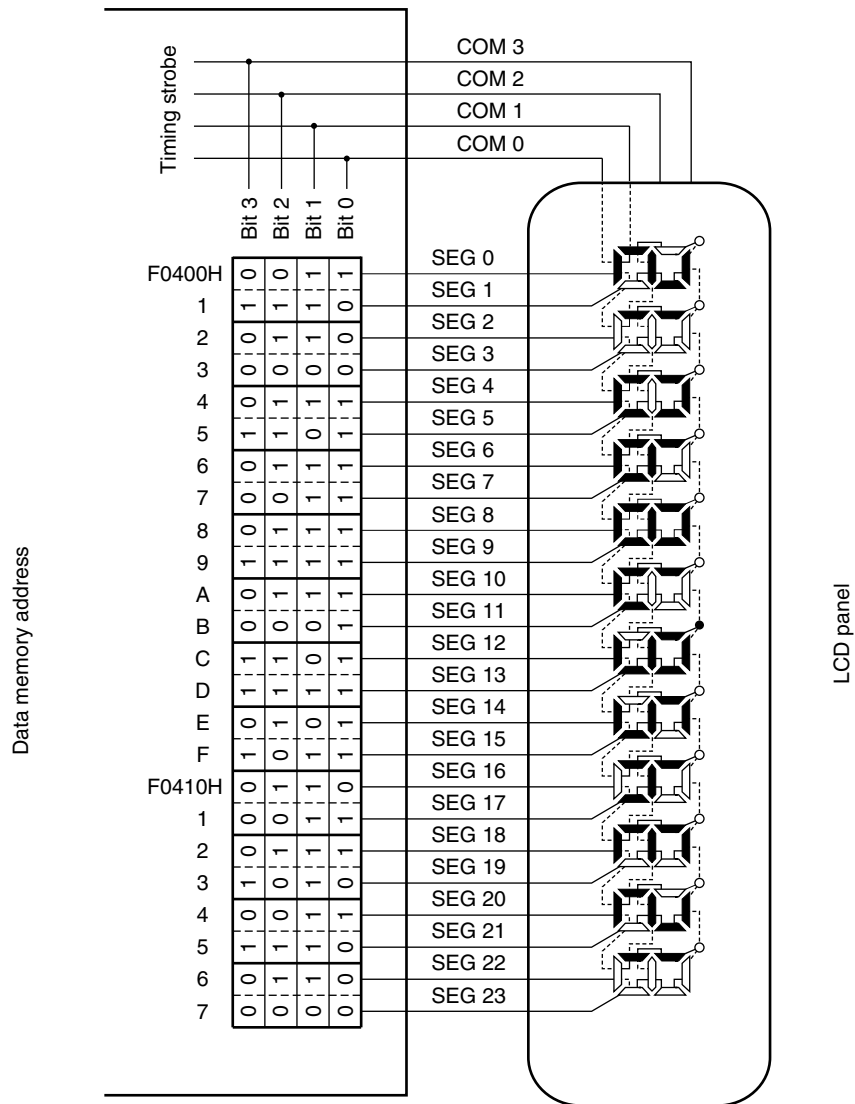 COM 3
COM 2
COM 1
COM 0
Timing strobe
Bit 3 Bit 2 Bit 1 Bit 0
F0400H 0 0 1 1 SEG 0
1 1 1 1 0 SEG 1
2 0 1 1 0 SEG 2
3 0 0 0 0 SEG 3
4 0 1 1 1 SEG 4
5 1 1 0 1 SEG 5
6 0 1 1 1 SEG 6
7 0 0 1 1 SEG 7
8 0 1 1 1 SEG 8
9 1 1 1 1 SEG 9
A 0 1 1 1 SEG 10
B 0 0 0 1 SEG 11
C 1 1 0 1 SEG 12
D 1 1 1 1 SEG 13
E 0 1 0 1 SEG 14
F 1 0 1 1 SEG 15
F0410H 0 1 1 0 SEG 16
1 0 0 1 1 SEG 17
2 0 1 1 1 SEG 18
3 1 0 1 0 SEG 19
4 0 0 1 1 SEG 20
5 1 1 1 0 SEG 21
6 0 1 1 0 SEG 22
7 0 0 0 0 SEG 23
Data memory address
LCD panel